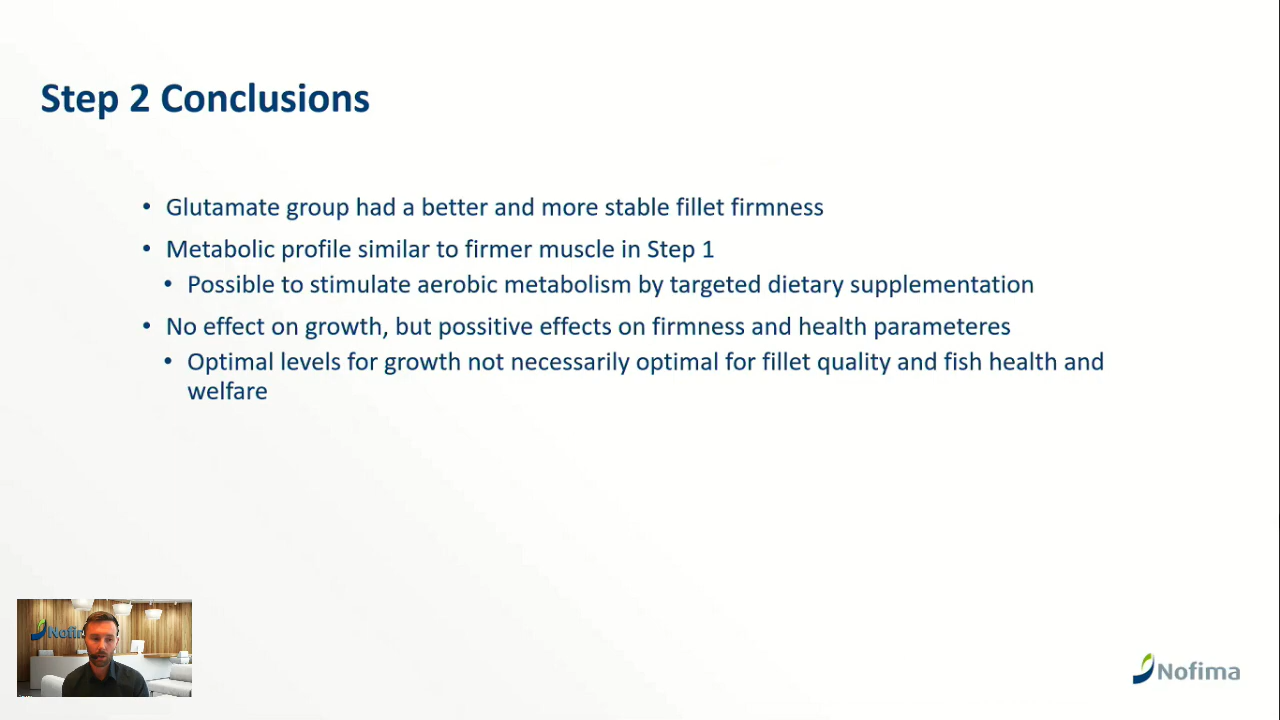 Step 2 Conclusions
• Glutamate group had a better and more stable fillet firmness
• Metabolic profile similar to firmer muscle in Step 1
• Possible to stimulate aerobic metabolism by targeted dietary supplementation
• No effect on growth, but possitive effects on firmness and health parameteres
• Optimal levels for growth not necessarily optimal for fillet quality and fish health and
welfare
Nofima